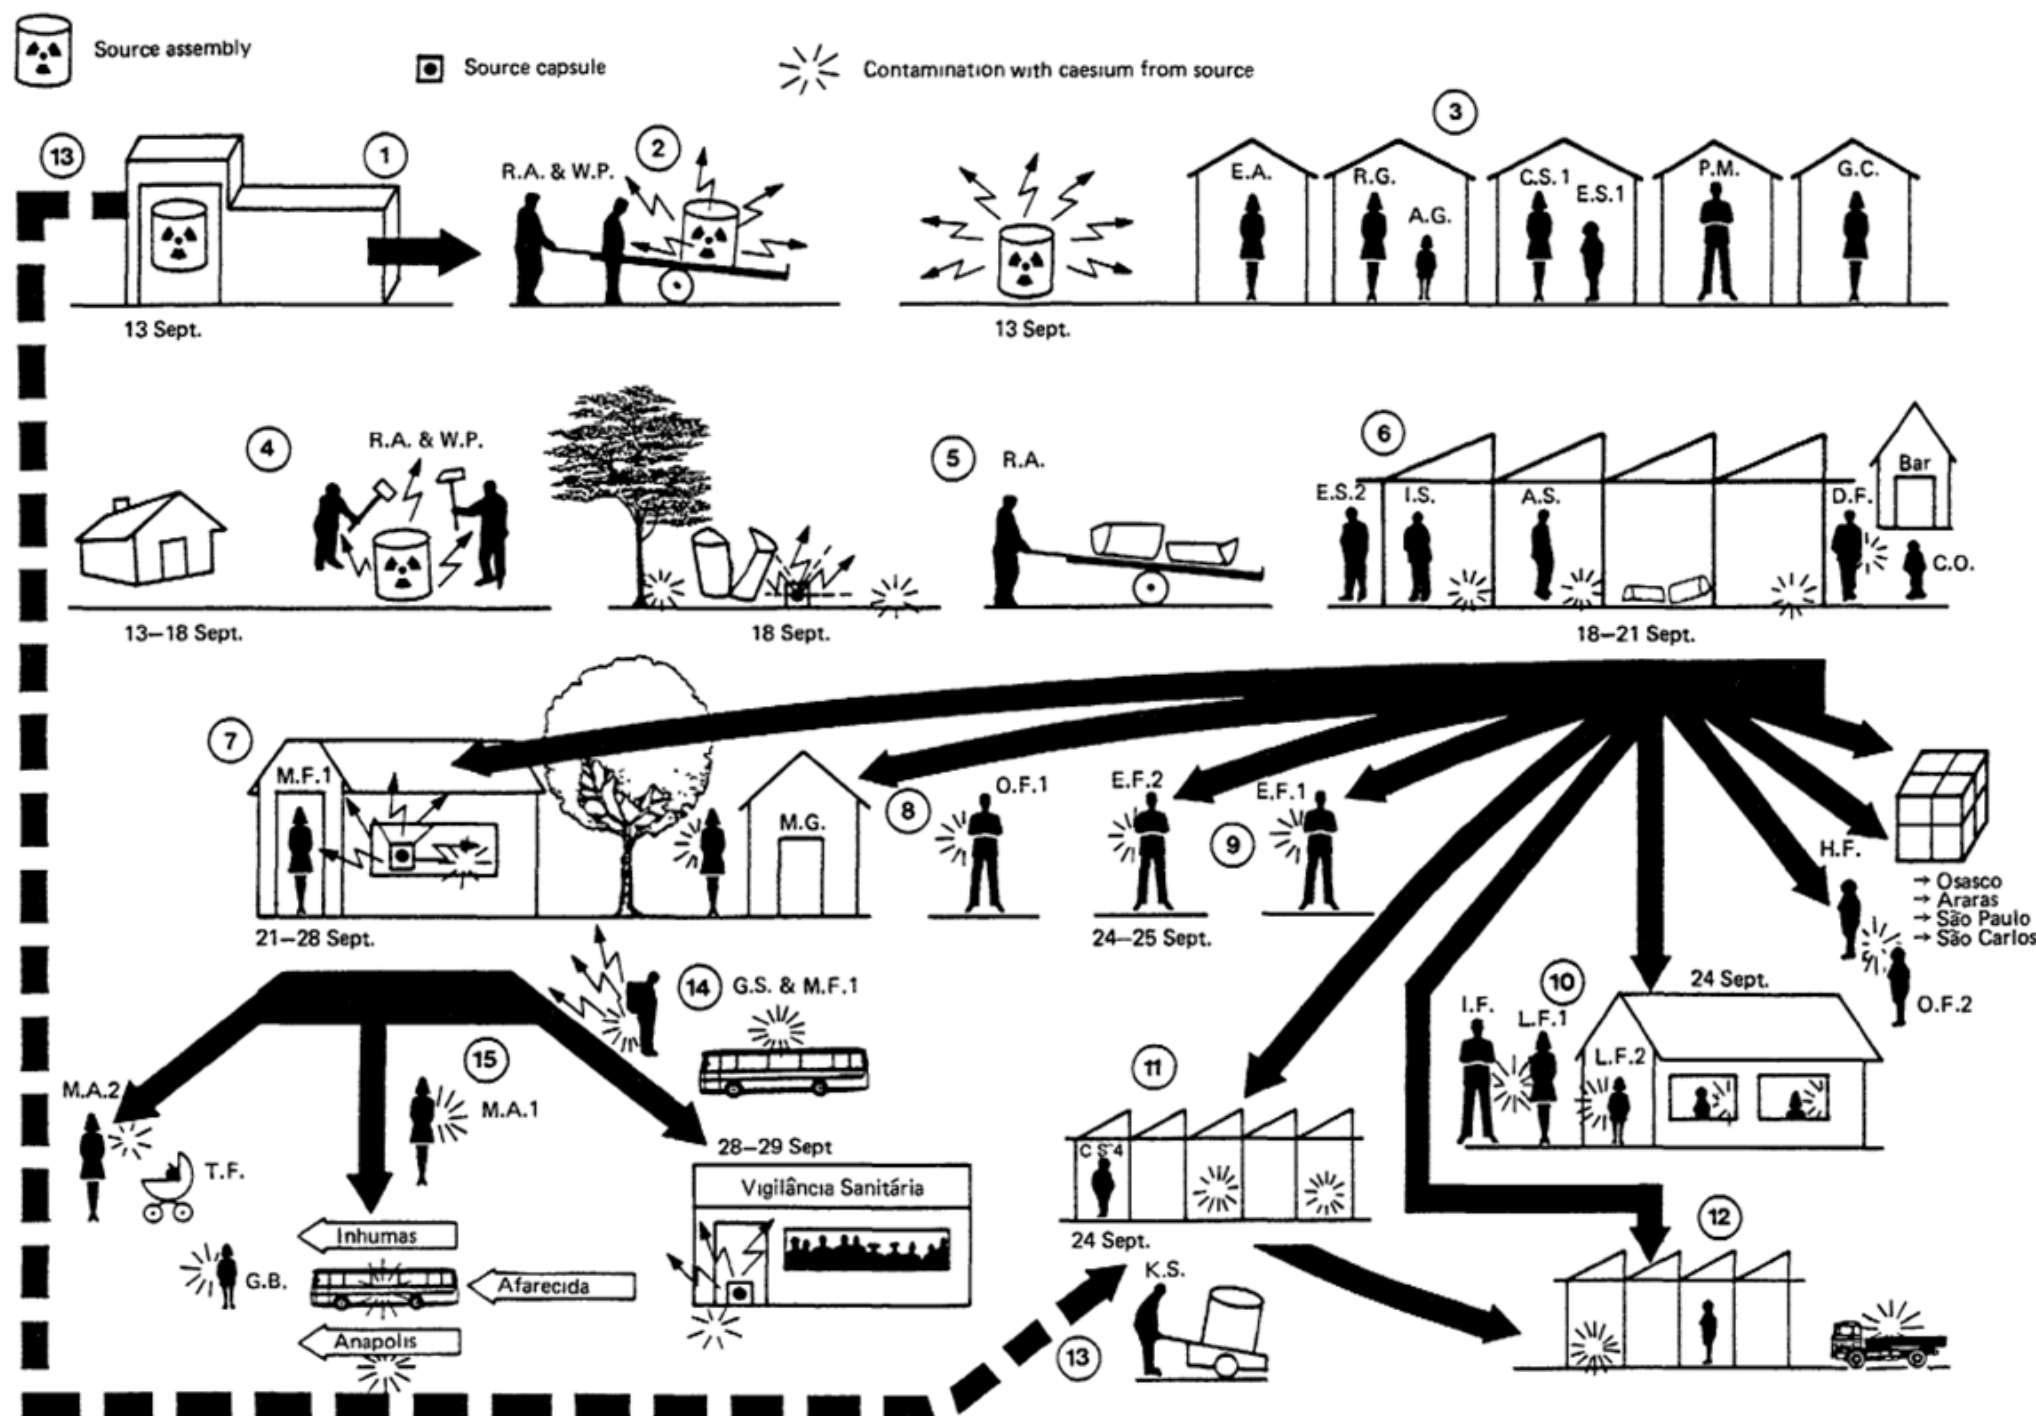 Source assembly
Source capsule
Contamination with caesium from source
13
1
R.A. & W.P.
2
3
E.A.
R.G.
A.G.
C.S.1
E.S.1
P.M.
G.C.
13 Sept.
13 Sept.
4
R.A. & W.P.
5
R.A.
6
E.S.2
I.S.
A.S.
D.F.
Bar
C.O.
13–18 Sept.
18 Sept.
18–21 Sept.
7
M.F.1
M.G.
8
O.F.1
E.F.2
9
E.F.1
H.F.
→ Osasco
→ Araras
→ São Paulo
→ São Carlos
O.F.2
21–28 Sept.
24–25 Sept.
14
G.S. & M.F.1
10
24 Sept.
I.F.
L.F.1
L.F.2
15
M.A.2
M.A.1
T.F.
G.B.
Inhumas
Afarecida
Anapolis
28–29 Sept
Vigilância Sanitária
11
C S 4
24 Sept.
12
13
K.S.